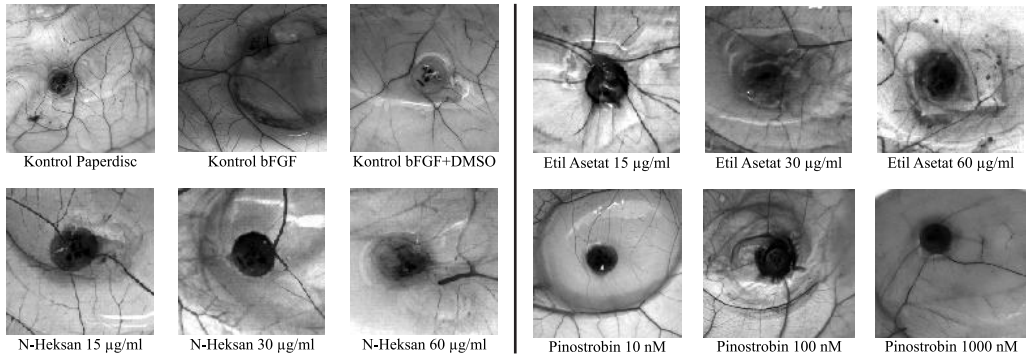 Kontrol Paperdisc
Kontrol bFGF
Kontrol bFGF+DMSO
Etil Asetat 15 µg/ml
Etil Asetat 30 µg/ml
Etil Asetat 60 µg/ml
N-Heksan 15 µg/ml
N-Heksan 30 µg/ml
N-Heksan 60 µg/ml
Pinostrobin 10 nM
Pinostrobin 100 nM
Pinostrobin 1000 nM